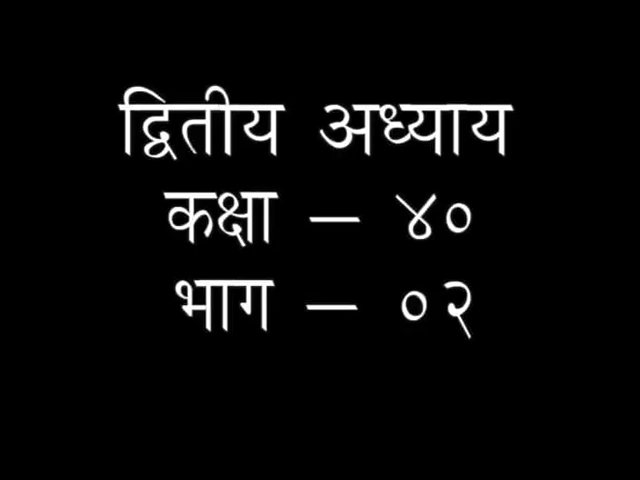 द्वितीय अध्याय
कक्षा – ४०
भाग – ०२